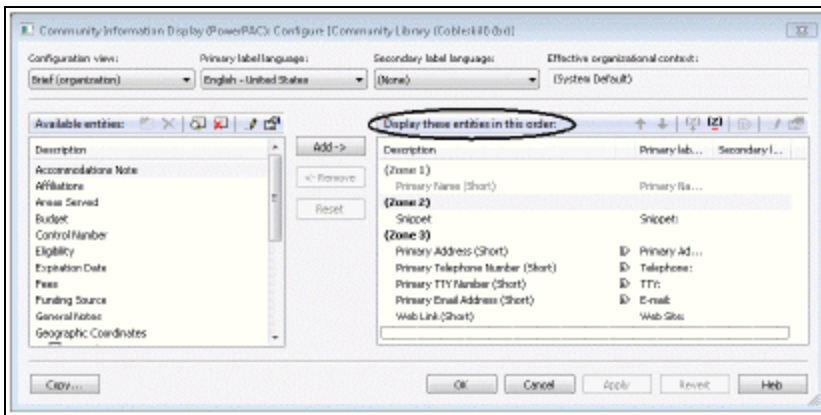 Community Information Display (PowerPAC): Configure [Community Library (Cobleskill) (br)]
Configuration view: Primary label language: Secondary label language: Effective organizational context:
Brief (organization) English - United States (None) (System Default)
Available entities: Display these entities in this order:
Description Add -> Description Primary lab... Secondary l...
Accommodations Note (Zone 1)
Affiliations <- Remove Primary Name (Short) Primary Na...
Areas Served (Zone 2)
Budget Reset Snippet Snippet:
Control Number (Zone 3)
Eligibility Primary Address (Short) Primary Ad...
Expiration Date Primary Telephone Number (Short) Telephone:
Fees Primary TTY Number (Short) TTY:
Funding Source Primary Email Address (Short) E-mail:
General Notes Web Link (Short) Web Site:
Geographic Coordinates
Copy... OK Cancel Apply Revert Help